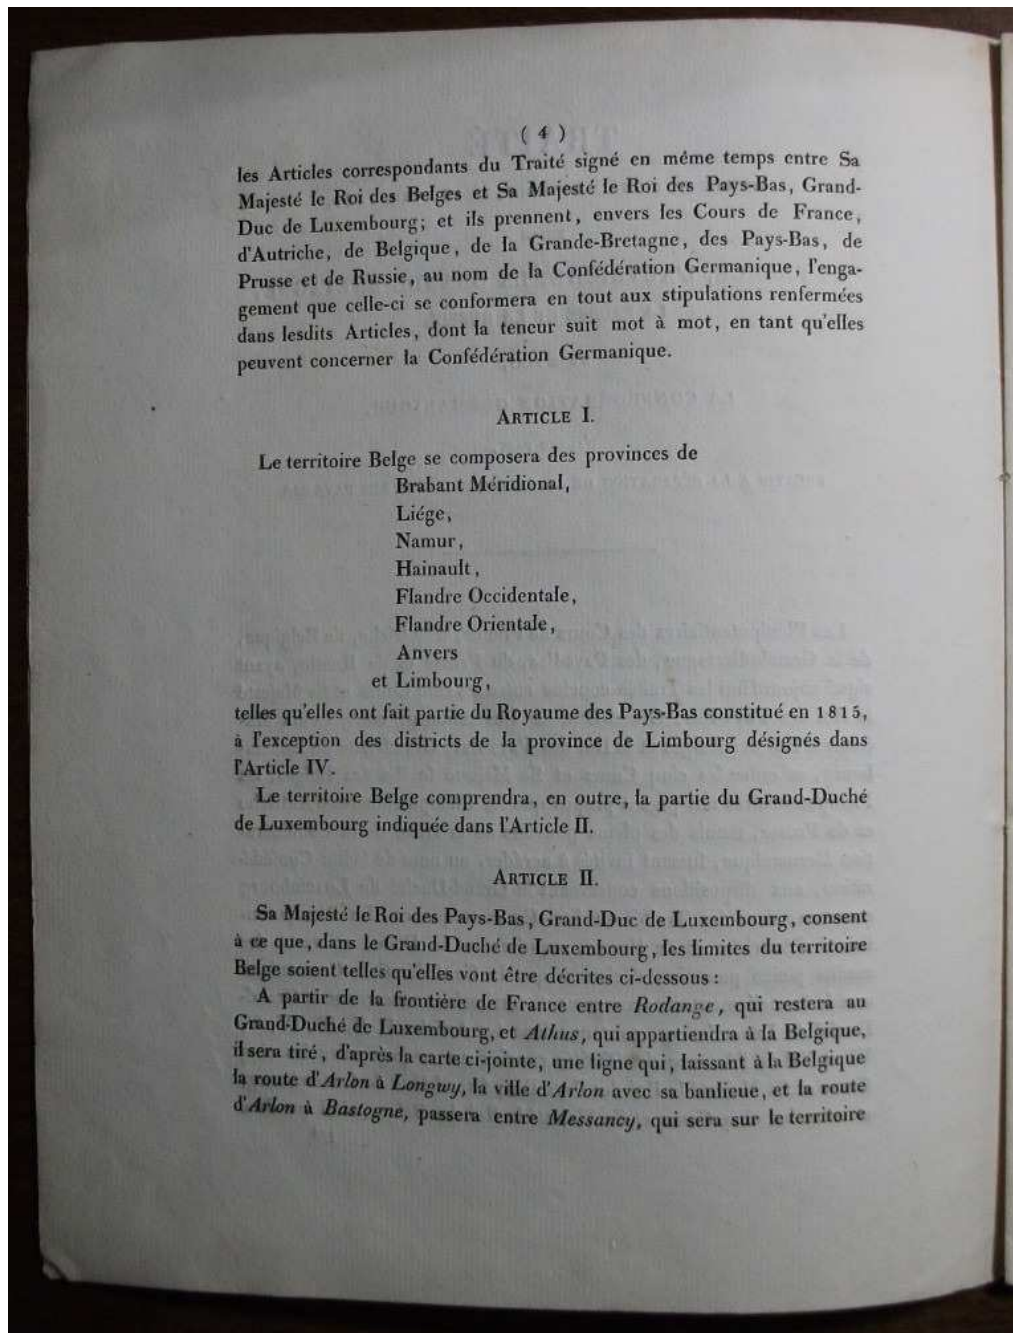 ( 4 )
les Articles correspondants du Traité signé en même temps entre Sa
Majesté le Roi des Belges et Sa Majesté le Roi des Pays-Bas, Grand-
Duc de Luxembourg; et ils prennent, envers les Cours de France,
d'Autriche, de Belgique, de la Grande-Bretagne, des Pays-Bas, de
Prusse et de Russie, au nom de la Confédération Germanique, l'enga-
gement que celle-ci se conformera en tout aux stipulations renfermées
dans lesdits Articles, dont la teneur suit mot à mot, en tant qu'elles
peuvent concerner la Confédération Germanique.
ARTICLE I.
Le territoire Belge se composera des provinces de
Brabant Méridional,
Liége,
Namur,
Hainault,
Flandre Occidentale,
Flandre Orientale,
Anvers
et Limbourg,
telles qu'elles ont fait partie du Royaume des Pays-Bas constitué en 1815,
à l'exception des districts de la province de Limbourg désignés dans
l'Article IV.
Le territoire Belge comprendra, en outre, la partie du Grand-Duché
de Luxembourg indiquée dans l'Article II.
ARTICLE II.
Sa Majesté le Roi des Pays-Bas, Grand-Duc de Luxembourg, consent
à ce que, dans le Grand-Duché de Luxembourg, les limites du territoire
Belge soient telles qu'elles vont être décrites ci-dessous :
A partir de la frontière de France entre Rodange, qui restera au
Grand-Duché de Luxembourg, et Athus, qui appartiendra à la Belgique,
il sera tiré, d'après la carte ci-jointe, une ligne qui, laissant à la Belgique
la route d'Arlon à Longwy, la ville d'Arlon avec sa banlieue, et la route
d'Arlon à Bastogne, passera entre Messancy, qui sera sur le territoire